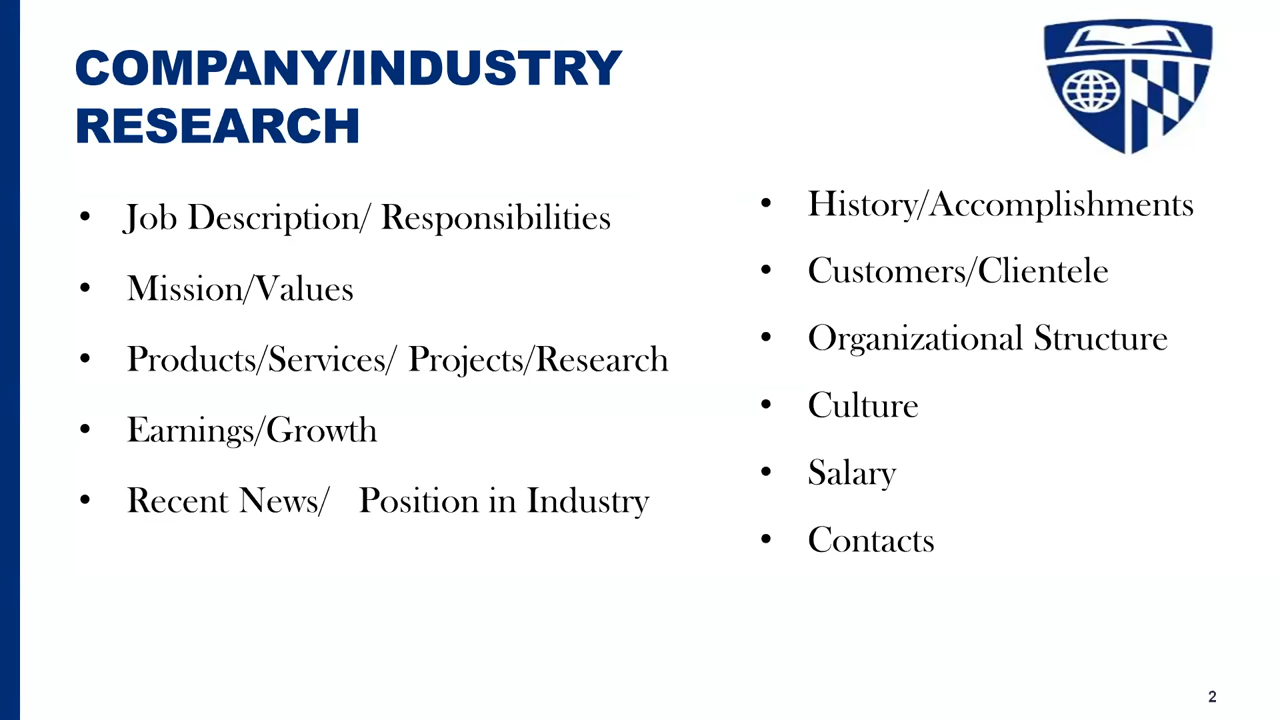 COMPANY/INDUSTRY
RESEARCH
• Job Description/ Responsibilities
• Mission/Values
• Products/Services/ Projects/Research
• Earnings/Growth
• Recent News/ Position in Industry
• History/Accomplishments
• Customers/Clientele
• Organizational Structure
• Culture
• Salary
• Contacts
2